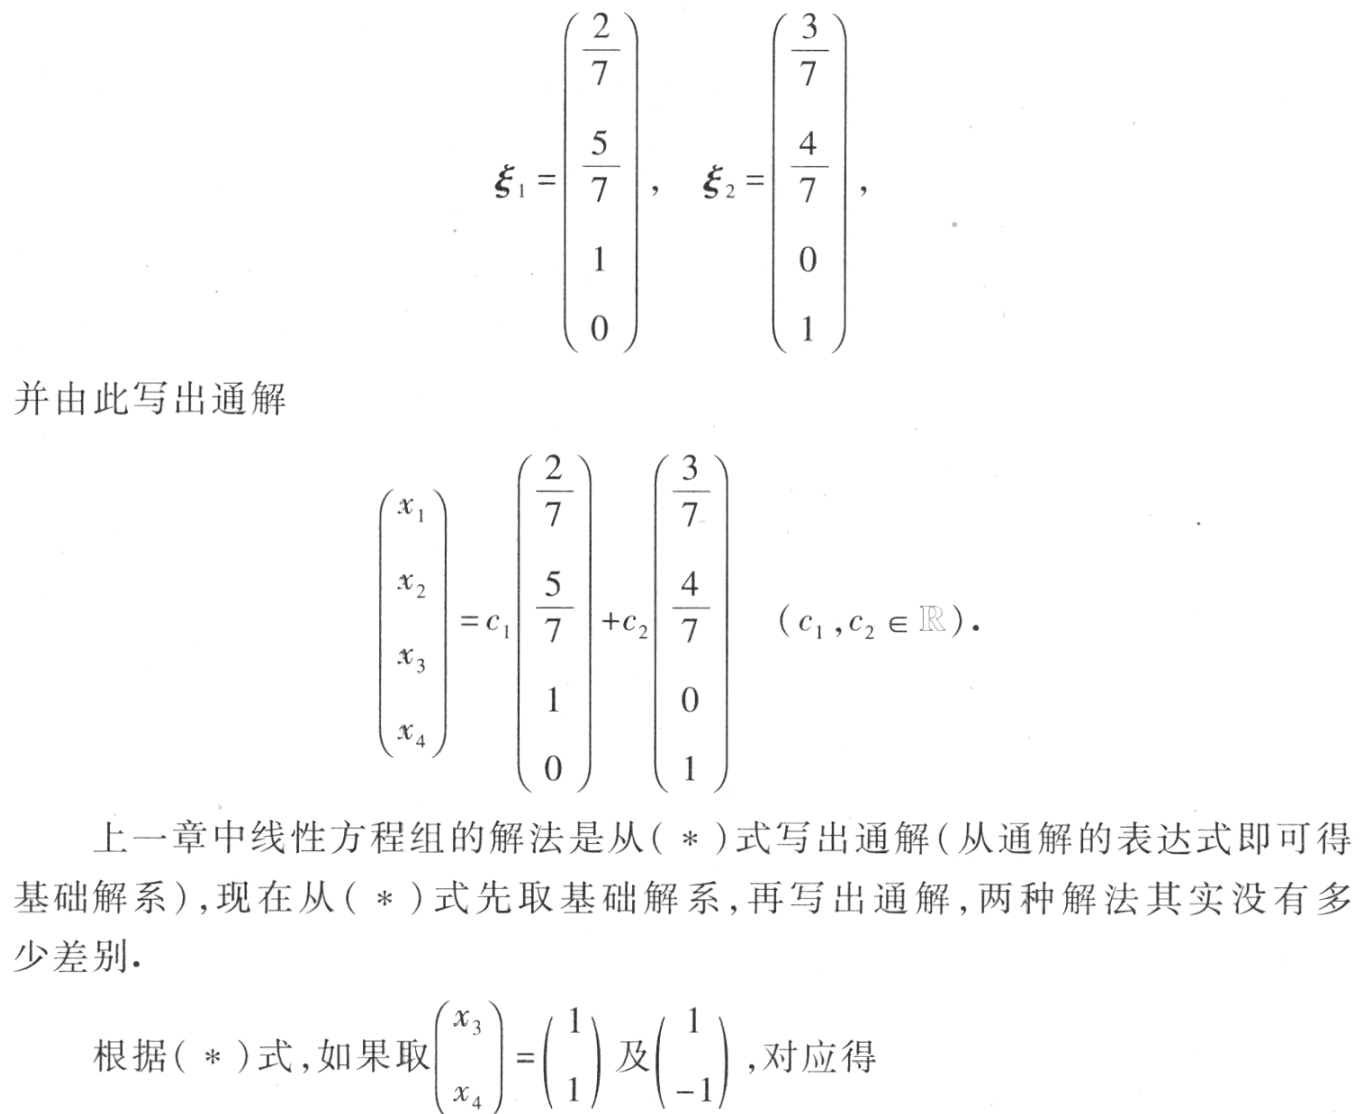 $\boldsymbol{\xi}_1=\begin{pmatrix}\frac{2}{7}\\\frac{5}{7}\\1\\0\end{pmatrix},\quad\boldsymbol{\xi}_2=\begin{pmatrix}\frac{3}{7}\\\frac{4}{7}\\0\\1\end{pmatrix},$
并由此写出通解
$\begin{pmatrix}x_1\\x_2\\x_3\\x_4\end{pmatrix}=c_1\begin{pmatrix}\frac{2}{7}\\\frac{5}{7}\\1\\0\end{pmatrix}+c_2\begin{pmatrix}\frac{3}{7}\\\frac{4}{7}\\0\\1\end{pmatrix}\quad(c_1,c_2\in\mathbb{R}).$
上一章中线性方程组的解法是从(*)式写出通解(从通解的表达式即可得
基础解系),现在从(*)式先取基础解系,再写出通解,两种解法其实没有多
少差别.
根据(*)式,如果取$\begin{pmatrix}x_3\\x_4\end{pmatrix}=\begin{pmatrix}1\\1\end{pmatrix}$及$\begin{pmatrix}1\\-1\end{pmatrix}$,对应得